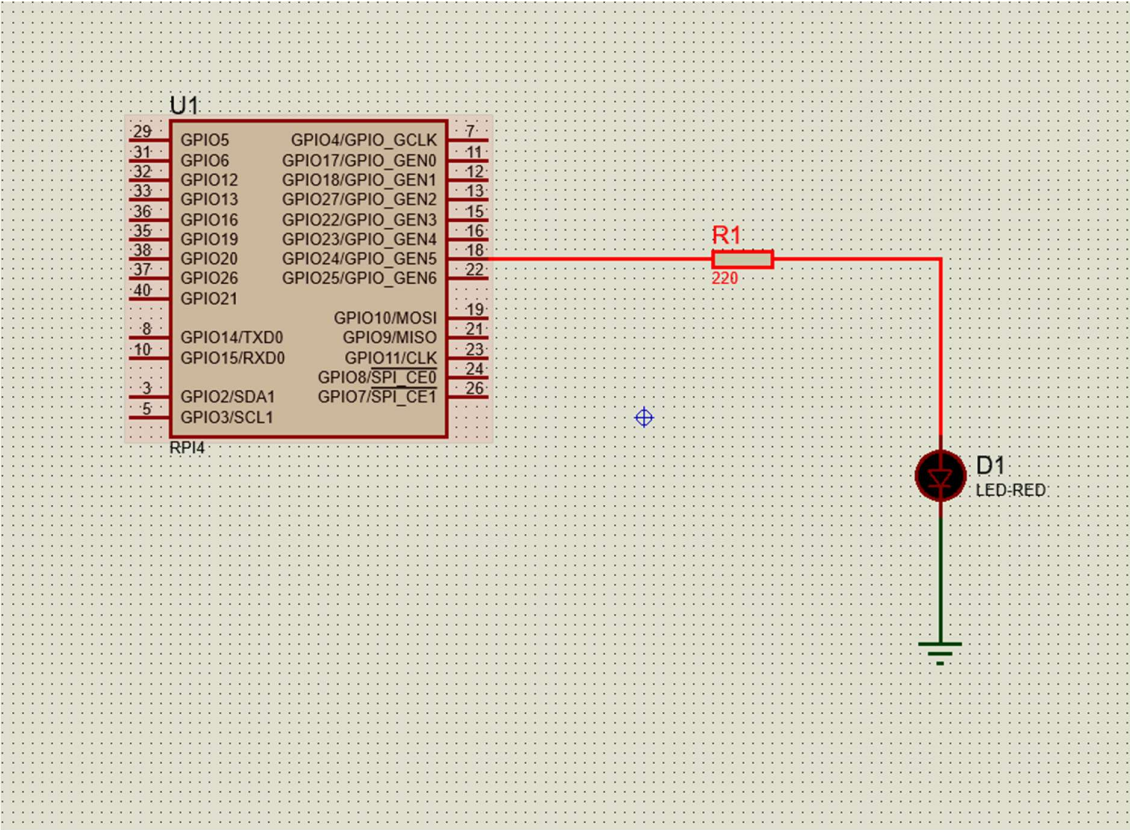 U1
29 GPIO5 GPIO4/GPIO_GCLK 7
31 GPIO6 GPIO17/GPIO_GEN0 11
32 GPIO12 GPIO18/GPIO_GEN1 12
33 GPIO13 GPIO27/GPIO_GEN2 13
36 GPIO16 GPIO22/GPIO_GEN3 15
35 GPIO19 GPIO23/GPIO_GEN4 16
38 GPIO20 GPIO24/GPIO_GEN5 18
37 GPIO26 GPIO25/GPIO_GEN6 22
40 GPIO21
GPIO10/MOSI 19
8 GPIO14/TXD0 GPIO9/MISO 21
10 GPIO15/RXD0 GPIO11/CLK 23
GPIO8/SPI_CE0 24
3 GPIO2/SDA1 GPIO7/SPI_CE1 26
5 GPIO3/SCL1
RPI4
R1
220
D1
LED-RED